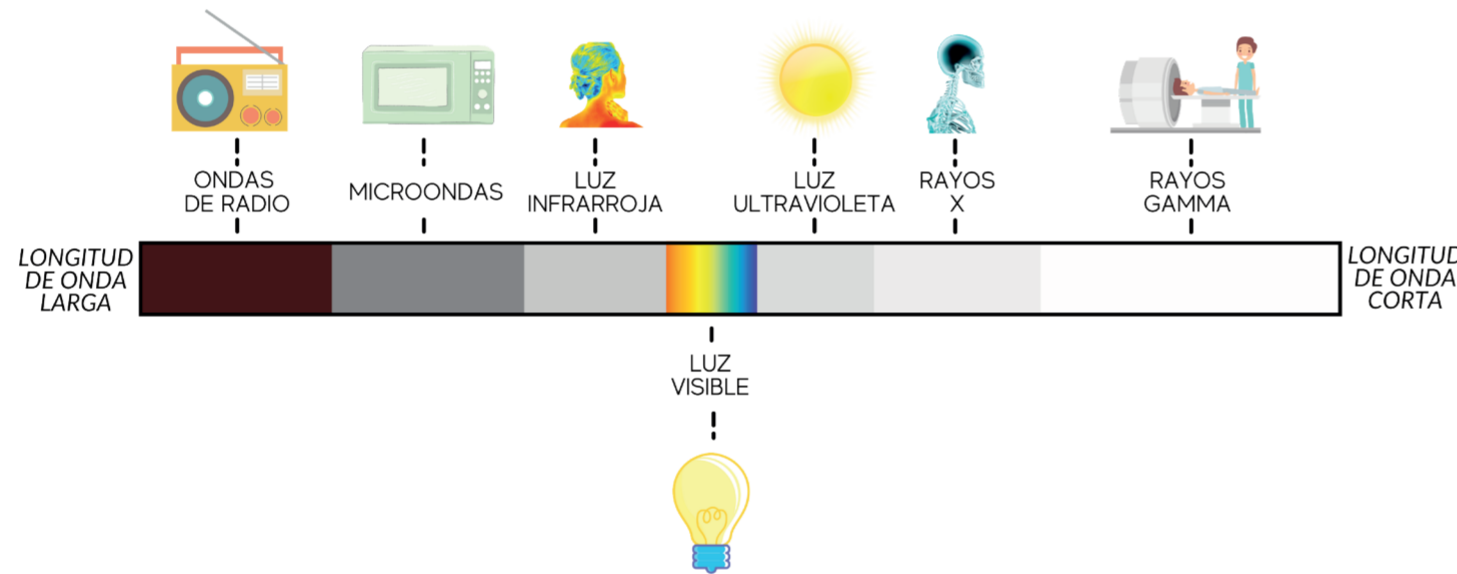 ONDAS
DE RADIO
MICROONDAS
LUZ
INFRARROJA
LUZ
ULTRAVIOLETA
RAYOS
X
RAYOS
GAMMA
LONGITUD
DE ONDA
LARGA
LONGITUD
DE ONDA
CORTA
LUZ
VISIBLE